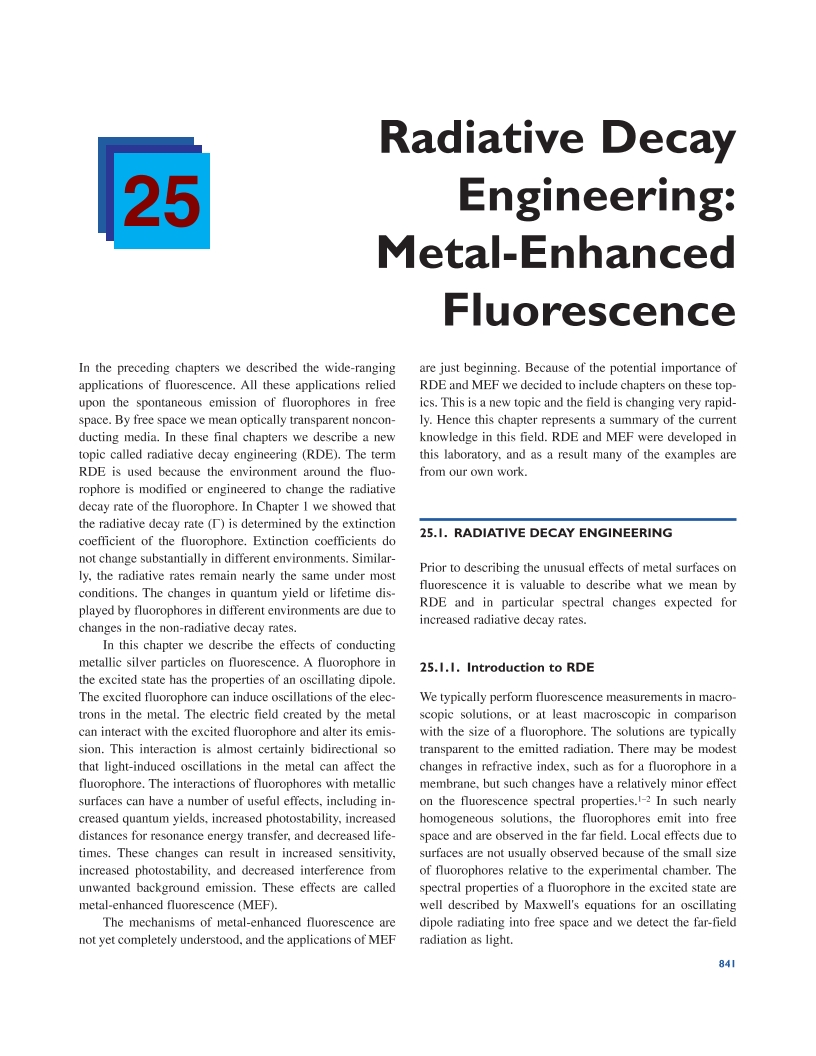 25
Radiative Decay
Engineering:
Metal-Enhanced
Fluorescence
In the preceding chapters we described the wide-ranging
applications of fluorescence. All these applications relied
upon the spontaneous emission of fluorophores in free
space. By free space we mean optically transparent noncon-
ducting media. In these final chapters we describe a new
topic called radiative decay engineering (RDE). The term
RDE is used because the environment around the fluo-
rophore is modified or engineered to change the radiative
decay rate of the fluorophore. In Chapter 1 we showed that
the radiative decay rate (Γ) is determined by the extinction
coefficient of the fluorophore. Extinction coefficients do
not change substantially in different environments. Similar-
ly, the radiative rates remain nearly the same under most
conditions. The changes in quantum yield or lifetime dis-
played by fluorophores in different environments are due to
changes in the non-radiative decay rates.
In this chapter we describe the effects of conducting
metallic silver particles on fluorescence. A fluorophore in
the excited state has the properties of an oscillating dipole.
The excited fluorophore can induce oscillations of the elec-
trons in the metal. The electric field created by the metal
can interact with the excited fluorophore and alter its emis-
sion. This interaction is almost certainly bidirectional so
that light-induced oscillations in the metal can affect the
fluorophore. The interactions of fluorophores with metallic
surfaces can have a number of useful effects, including in-
creased quantum yields, increased photostability, increased
distances for resonance energy transfer, and decreased life-
times. These changes can result in increased sensitivity,
increased photostability, and decreased interference from
unwanted background emission. These effects are called
metal-enhanced fluorescence (MEF).
The mechanisms of metal-enhanced fluorescence are
not yet completely understood, and the applications of MEF
are just beginning. Because of the potential importance of
RDE and MEF we decided to include chapters on these top-
ics. This is a new topic and the field is changing very rapid-
ly. Hence this chapter represents a summary of the current
knowledge in this field. RDE and MEF were developed in
this laboratory, and as a result many of the examples are
from our own work.
25.1. RADIATIVE DECAY ENGINEERING
Prior to describing the unusual effects of metal surfaces on
fluorescence it is valuable to describe what we mean by
RDE and in particular spectral changes expected for
increased radiative decay rates.
25.1.1. Introduction to RDE
We typically perform fluorescence measurements in macro-
scopic solutions, or at least macroscopic in comparison
with the size of a fluorophore. The solutions are typically
transparent to the emitted radiation. There may be modest
changes in refractive index, such as for a fluorophore in a
membrane, but such changes have a relatively minor effect
on the fluorescence spectral properties.1–2 In such nearly
homogeneous solutions, the fluorophores emit into free
space and are observed in the far field. Local effects due to
surfaces are not usually observed because of the small size
of fluorophores relative to the experimental chamber. The
spectral properties of a fluorophore in the excited state are
well described by Maxwell's equations for an oscillating
dipole radiating into free space and we detect the far-field
radiation as light.
841